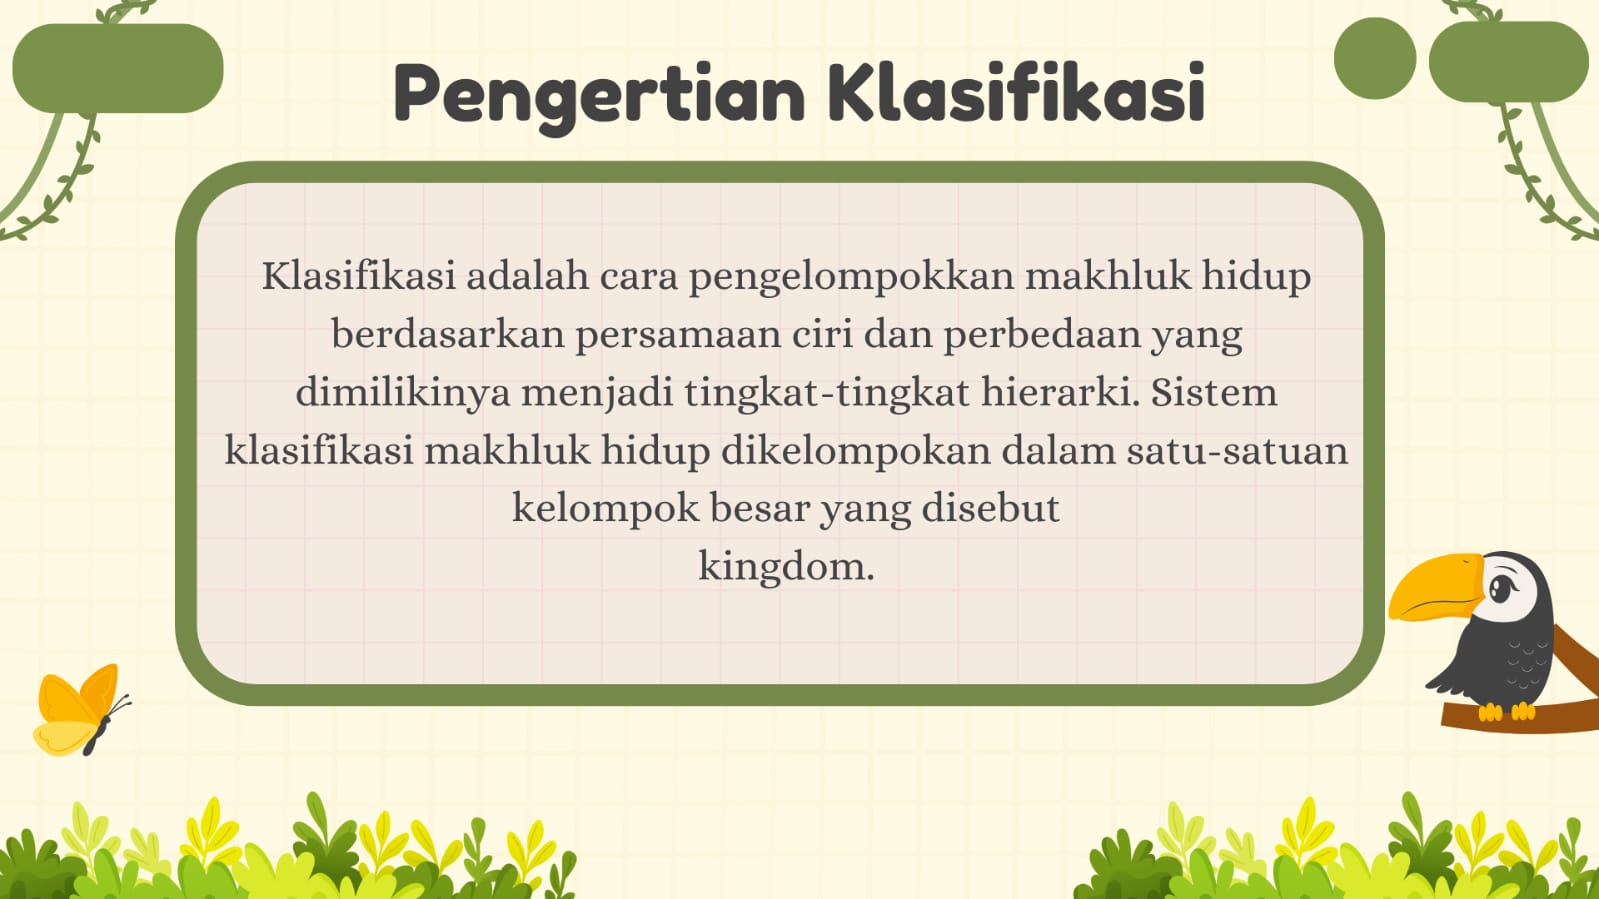 Pengertian Klasifikasi
Klasifikasi adalah cara pengelompokkan makhluk hidup
berdasarkan persamaan ciri dan perbedaan yang
dimilikinya menjadi tingkat-tingkat hierarki. Sistem
klasifikasi makhluk hidup dikelompokan dalam satu-satuan
kelompok besar yang disebut
kingdom.